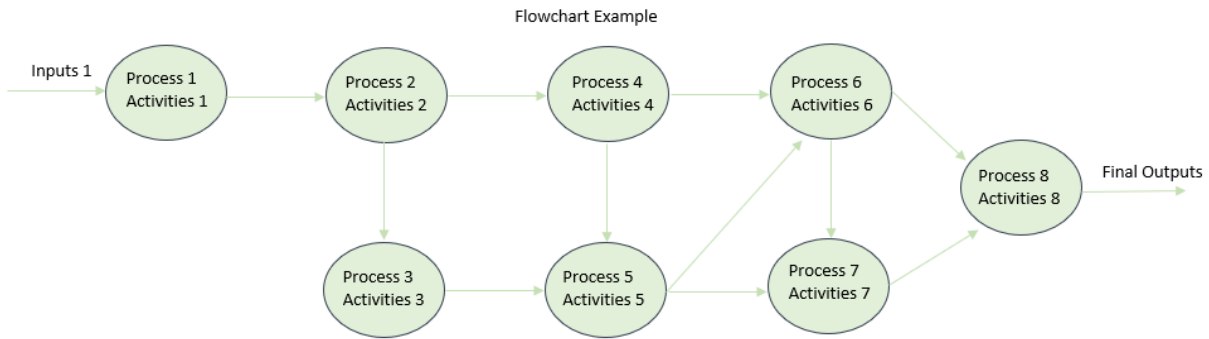 Flowchart Example
Inputs 1
Process 1
Activities 1
Process 2
Activities 2
Process 4
Activities 4
Process 6
Activities 6
Process 8
Activities 8
Final Outputs
Process 3
Activities 3
Process 5
Activities 5
Process 7
Activities 7